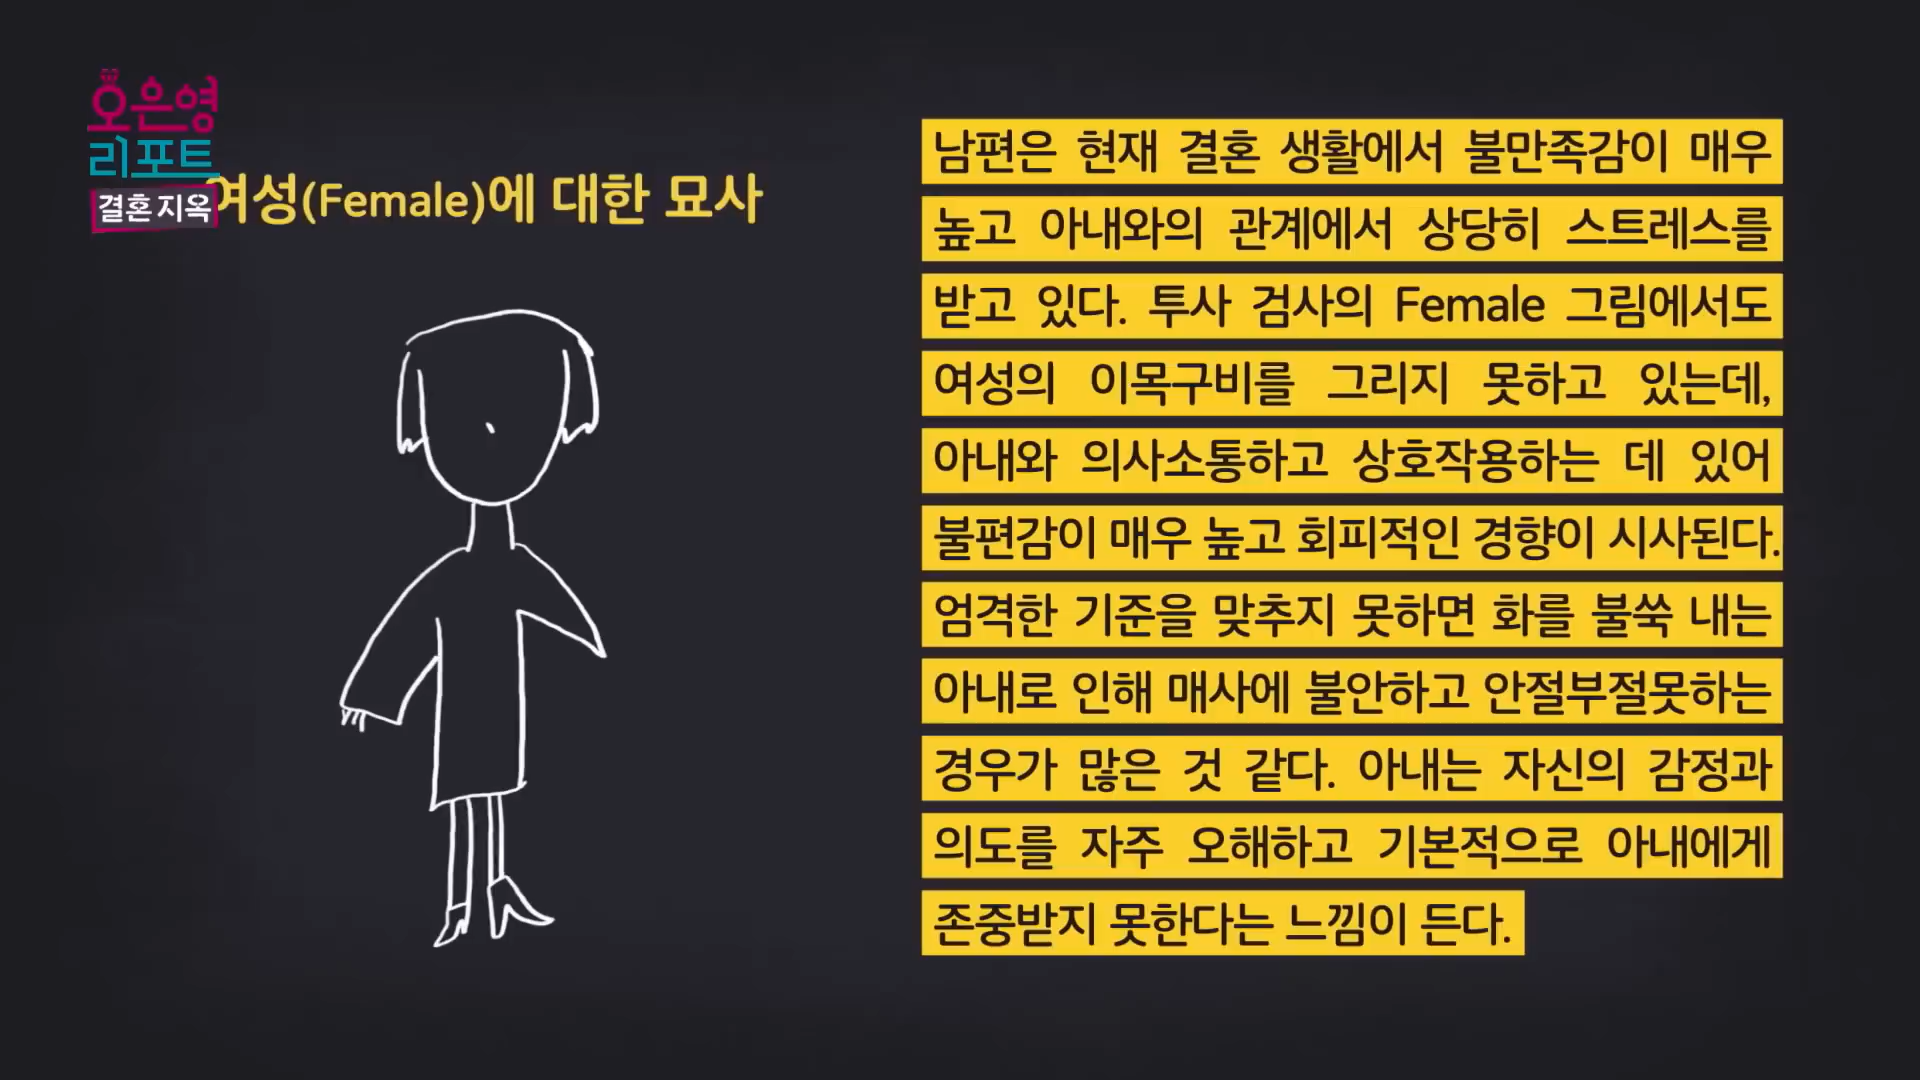 오은영
리포트
결혼 지옥
여성(Female)에 대한 묘사
남편은 현재 결혼 생활에서 불만족감이 매우
높고 아내와의 관계에서 상당히 스트레스를
받고 있다. 투사 검사의 Female 그림에서도
여성의 이목구비를 그리지 못하고 있는데,
아내와 의사소통하고 상호작용하는 데 있어
불편감이 매우 높고 회피적인 경향이 시사된다.
엄격한 기준을 맞추지 못하면 화를 불쑥 내는
아내로 인해 매사에 불안하고 안절부절못하는
경우가 많은 것 같다. 아내는 자신의 감정과
의도를 자주 오해하고 기본적으로 아내에게
존중받지 못한다는 느낌이 든다.